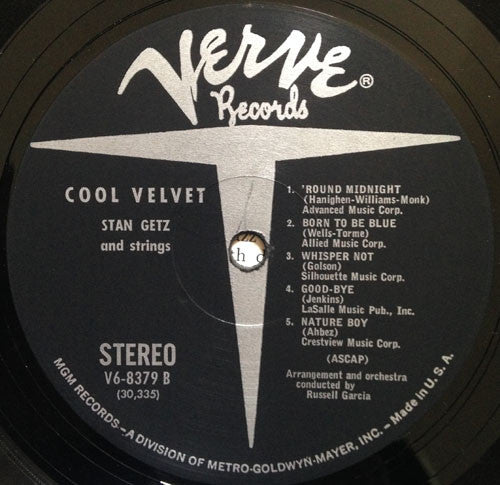 Verve®
Records
COOL VELVET
STAN GETZ
and strings
1. 'ROUND MIDNIGHT
(Hanighen-Williams-Monk)
Advanced Music Corp.
2. BORN TO BE BLUE
(Wells-Torme)
Allied Music Corp.
3. WHISPER NOT
(Golson)
Silhouette Music Corp.
4. GOOD-BYE
(Jenkins)
LaSalle Music Pub., Inc.
5. NATURE BOY
(Ahbez)
Crestview Music Corp.
(ASCAP)
Arrangement and orchestra
conducted by
Russell Garcia
STEREO
V6-8379 B
(30,335)
MGM RECORDS—A DIVISION OF METRO-GOLDWYN-MAYER, INC.—Made in U.S.A.